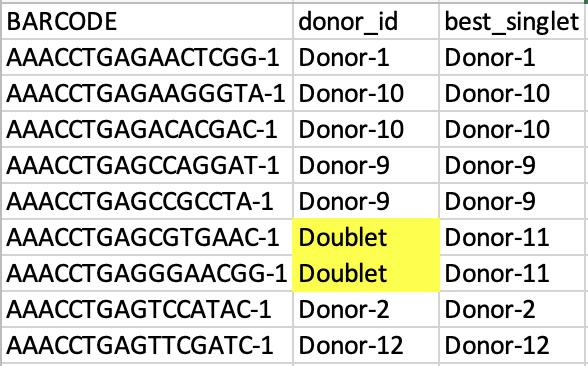 BARCODE donor_id best_singlet
AAACCTGAGAACTCGG-1 Donor-1 Donor-1
AAACCTGAGAAGGGTA-1 Donor-10 Donor-10
AAACCTGAGACACGAC-1 Donor-10 Donor-10
AAACCTGAGCCAGGAT-1 Donor-9 Donor-9
AAACCTGAGCCGCCTA-1 Donor-9 Donor-9
AAACCTGAGCGTGAAC-1 Doublet Donor-11
AAACCTGAGGGAACGG-1 Doublet Donor-11
AAACCTGAGTCCATAC-1 Donor-2 Donor-2
AAACCTGAGTTCGATC-1 Donor-12 Donor-12